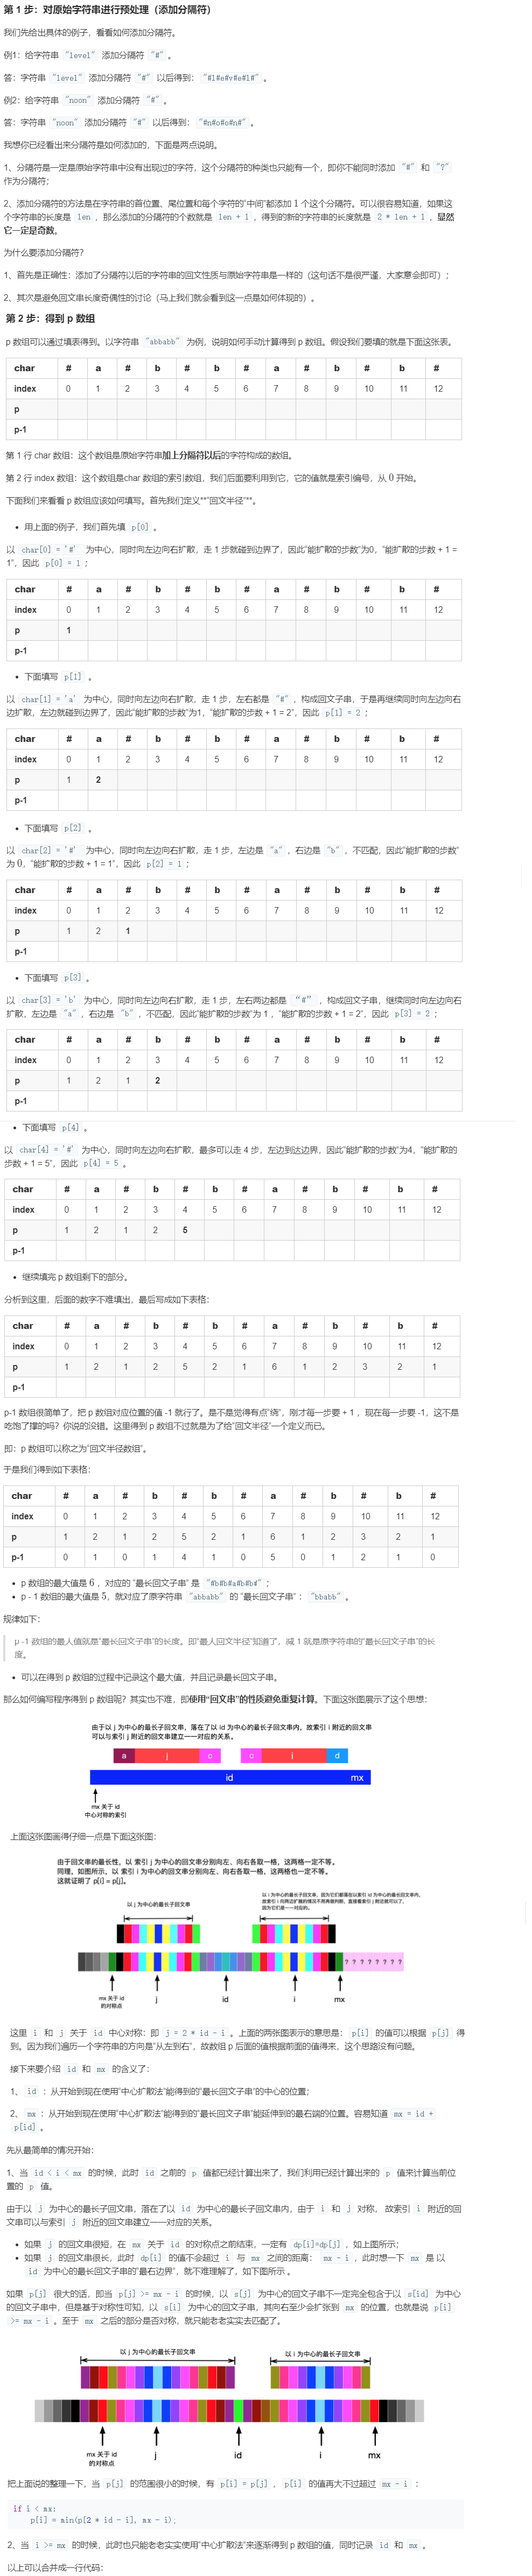 第 1 步：对原始字符串进行预处理（添加分隔符）
我们先给出具体的例子，看看如何添加分隔符。
例1：给字符串 "level" 添加分隔符 "#" 。
答：字符串 "level" 添加分隔符 "#" 以后得到： "#l#e#v#e#l#" 。
例2：给字符串 "noon" 添加分隔符 "#" 。
答：字符串 "noon" 添加分隔符 "#" 以后得到： "#n#o#o#n#" 。
我想你已经看出来分隔符是如何添加的，下面是两点说明。
1、分隔符是一定是原始字符串中没有出现过的字符，这个分隔符的种类也只能有一个，即你不能同时添加 "#" 和 "?"
作为分隔符；
2、添加分隔符的方法是在字符串的首位置、尾位置和每个字符的"中间"都添加 1 个这个分隔符。可以很容易知道，如果这
个字符串的长度是 len ，那么添加的分隔符的个数就是 len + 1 ，得到的新的字符串的长度就是 2 * len + 1 ，显然
它一定是奇数。
为什么要添加分隔符？
1、首先是正确性：添加了分隔符以后的字符串的回文性质与原始字符串是一样的（这句话不是很严谨，大家意会即可）；
2、其次是避免回文串长度奇偶性的讨论（马上我们就会看到这一点是如何体现的）。
第 2 步：得到 p 数组
p 数组可以通过填表得到。以字符串 "abbabb" 为例，说明如何手动计算得到 p 数组。假设我们要填的就是下面这张表。
char # a # b # b # a # b # b #
index 0 1 2 3 4 5 6 7 8 9 10 11 12
p
p-1
第 1 行 char 数组：这个数组是原始字符串加上分隔符以后的字符构成的数组。
第 2 行 index 数组：这个数组是char 数组的索引数组，我们后面要利用到它，它的值就是索引编号，从 0 开始。
下面我们来看看 p 数组应该如何填写。首先我们定义**"回文半径"**。
• 用上面的例子，我们首先填 p[0] 。
以 char[0] = '#' 为中心，同时向左边向右扩散，走 1 步就碰到边界了，因此"能扩散的步数"为0，"能扩散的步数 + 1 =
1"，因此 p[0] = 1 ；
char # a # b # b # a # b # b #
index 0 1 2 3 4 5 6 7 8 9 10 11 12
p 1
p-1
• 下面填写 p[1] 。
以 char[1] = 'a' 为中心，同时向左边向右扩散，走 1 步，左右都是 "#" ，构成回文子串，于是再继续同时向左边向右
边扩散，左边就碰到边界了，因此"能扩散的步数"为1，"能扩散的步数 + 1 = 2"，因此 p[1] = 2 ；
char # a # b # b # a # b # b #
index 0 1 2 3 4 5 6 7 8 9 10 11 12
p 1 2
p-1
• 下面填写 p[2] 。
以 char[2] = '#' 为中心，同时向左边向右扩散，走 1 步，左边是 "a" ，右边是 "b" ，不匹配，因此"能扩散的步数"
为 0，"能扩散的步数 + 1 = 1"，因此 p[2] = 1 ；
char # a # b # b # a # b # b #
index 0 1 2 3 4 5 6 7 8 9 10 11 12
p 1 2 1
p-1
• 下面填写 p[3] 。
以 char[3] = 'b' 为中心，同时向左边向右扩散，走 1 步，左右两边都是 “#” ，构成回文子串，继续同时向左边向右
扩散，左边是 "a" ，右边是 "b" ，不匹配，因此"能扩散的步数"为 1 ，"能扩散的步数 + 1 = 2"，因此 p[3] = 2 ；
char # a # b # b # a # b # b #
index 0 1 2 3 4 5 6 7 8 9 10 11 12
p 1 2 1 2
p-1
• 下面填写 p[4] 。
以 char[4] = '#' 为中心，同时向左边向右扩散，最多可以走 4 步，左边到达边界，因此"能扩散的步数"为4，"能扩散的
步数 + 1 = 5"，因此 p[4] = 5 。
char # a # b # b # a # b # b #
index 0 1 2 3 4 5 6 7 8 9 10 11 12
p 1 2 1 2 5
p-1
• 继续填完 p 数组剩下的部分。
分析到这里，后面的数字不难填出，最后写成如下表格：
char # a # b # b # a # b # b #
index 0 1 2 3 4 5 6 7 8 9 10 11 12
p 1 2 1 2 5 2 1 6 1 2 3 2 1
p-1
p-1 数组很简单了，把 p 数组对应位置的值 -1 就行了。是不是觉得有点"绕"，刚才每一步要 + 1 ，现在每一步要 -1，这不是
吃饱了撑的吗？你说的没错。这里得到 p 数组不过就是为了给"回文半径"一个定义而已。
即：p 数组可以称之为"回文半径数组"。
于是我们得到如下表格：
char # a # b # b # a # b # b #
index 0 1 2 3 4 5 6 7 8 9 10 11 12
p 1 2 1 2 5 2 1 6 1 2 3 2 1
p-1 0 1 0 1 4 1 0 5 0 1 2 1 0
• p 数组的最大值是 6 ，对应的 "最长回文子串" 是 "#b#b#a#b#b#" ；
• p - 1 数组的最大值是 5，就对应了原字符串 "abbabb" 的 "最长回文子串" ： "bbabb" 。
规律如下：
p -1 数组的最大值就是"最长回文子串"的长度。即"最大回文半径"知道了，减 1 就是原字符串的"最长回文子串"的长
度。
• 可以在得到 p 数组的过程中记录这个最大值，并且记录最长回文子串。
那么如何编写程序得到 p 数组呢？其实也不难，即使用“回文串”的性质避免重复计算。下面这张图展示了这个思想：
由于以 j 为中心的最长子回文串，落在了以 id 为中心的最长子回文串内，故索引 i 附近的回文串
可以与索引 j 附近的回文串建立一一对应的关系。
a j c c i d
id mx
mx 关于 id
中心对称的索引
上面这张图画得仔细一点是下面这张图：
由于回文串的最长性，以 索引 j 为中心的回文串分别向左、向右各取一格，这两格一定不等。
同理，如图所示，以 索引 i 为中心的回文串分别向左、向右各取一格，这两格也一定不等。
这就证明了 p[i] = p[j]。
以 i 为中心的最长子回文串，因为它们都落在以索引 id 为中心的最长回文串内，
故索引 i 向两边扩展的情况不用再做判断，直接看索引 j 附近就可以了，
因为它们是一一对应的。
以 j 为中心的最长子回文串
? ? ? ? ? ? ? ?
mx 关于 id
的对称点
j id i mx
这里 i 和 j 关于 id 中心对称：即 j = 2 * id - i 。上面的两张图表示的意思是： p[i] 的值可以根据 p[j] 得
到。因为我们遍历一个字符串的方向是"从左到右"，故数组 p 后面的值根据前面的值得来，这个思路没有问题。
接下来要介绍 id 和 mx 的含义了：
1、 id ：从开始到现在使用"中心扩散法"能得到的"最长回文子串"的中心的位置；
2、 mx ：从开始到现在使用"中心扩散法"能得到的"最长回文子串"能延伸到的最右端的位置。容易知道 mx = id +
p[id] 。
先从最简单的情况开始：
1、当 id < i < mx 的时候，此时 id 之前的 p 值都已经计算出来了，我们利用已经计算出来的 p 值来计算当前位
置的 p 值。
由于以 j 为中心的最长子回文串，落在了以 id 为中心的最长子回文串内，由于 i 和 j 对称， 故索引 i 附近的回
文串可以与索引 j 附近的回文串建立一一对应的关系。
• 如果 j 的回文串很短，在 mx 关于 id 的对称点之前结束，一定有 dp[i]=dp[j] ，如上图所示；
• 如果 j 的回文串很长，此时 dp[i] 的值不会超过 i 与 mx 之间的距离： mx - i ，此时想一下 mx 是 以
id 为中心的最长回文子串的"最右边界"，就不难理解了，如下图所示 。
如果 p[j] 很大的话，即当 p[j] >= mx - i 的时候，以 s[j] 为中心的回文子串不一定完全包含于以 s[id] 为中心
的回文子串中，但是基于对称性可知，以 s[i] 为中心的回文子串，其向右至少会扩张到 mx 的位置，也就是说 p[i]
>= mx - i 。至于 mx 之后的部分是否对称，就只能老老实实去匹配了。
以 j 为中心的最长子回文串
以 i 为中心的最长子回文串
mx 关于 id
的对称点
j id i mx
把上面说的整理一下，当 p[j] 的范围很小的时候，有 p[i] = p[j] ， p[i] 的值再大不过超过 mx - i ：
if i < mx:
p[i] = min(p[2 * id - i], mx - i);
2、当 i >= mx 的时候，此时也只能老老实实使用"中心扩散法"来逐渐得到 p 数组的值，同时记录 id 和 mx 。
以上可以合并成一行代码：